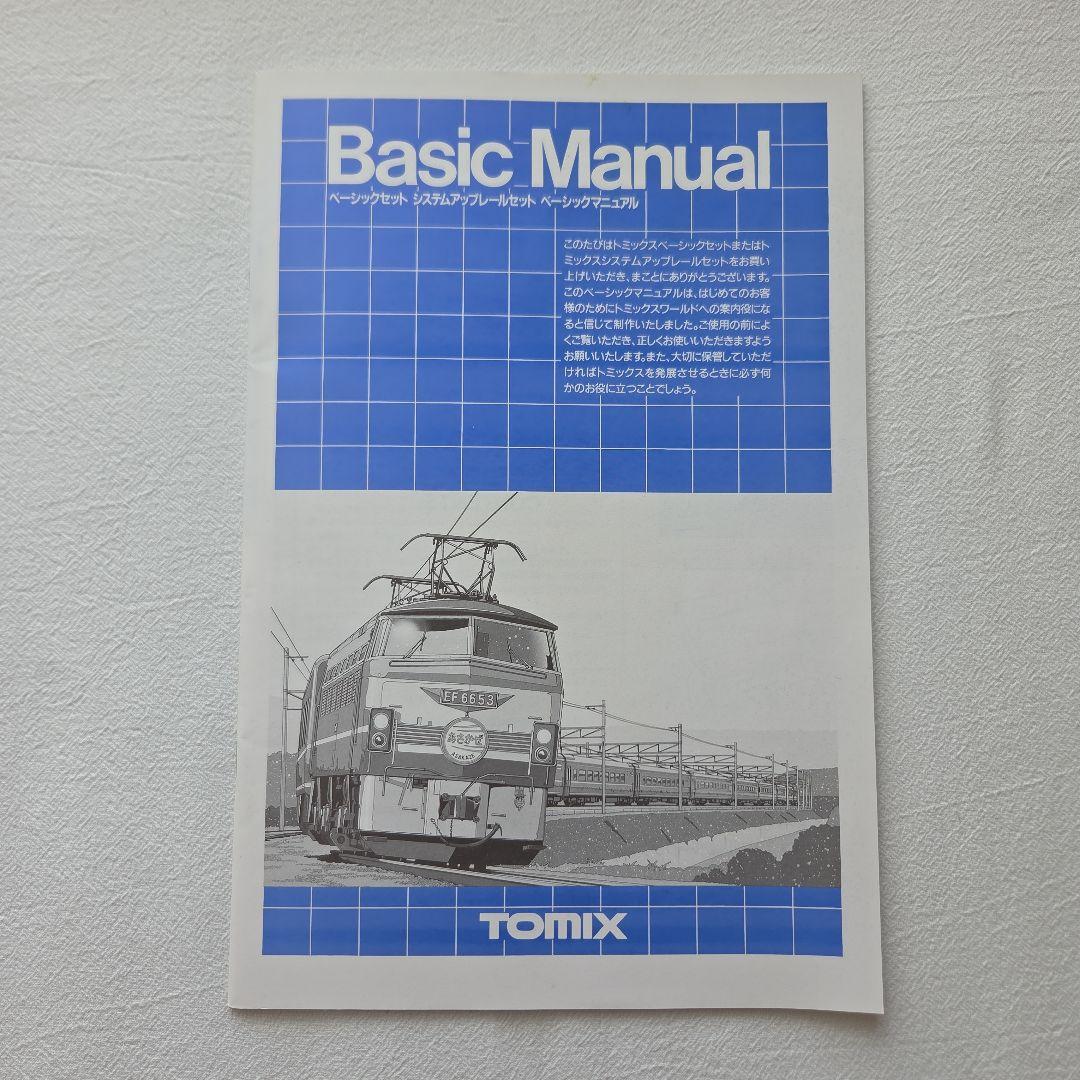 Basic Manual
ベーシックセット システムアップレールセット ベーシックマニュアル
このたびはトミックスベーシックセットまたはト
ミックスシステムアップレールセットをお買い
上げいただき、まことにありがとうございます。
このベーシックマニュアルは、はじめてのお客
様のためにトミックスワールドへの案内役にな
ると信じて制作いたしました。ご使用の前によ
くご覧いただき、正しくお使いいただきますよう
お願いいたします。また、大切に保管していただ
ければトミックスを発展させるときに必ず何
かのお役に立つことでしょう。
EF6653
あさかぜ
ASAKAZE
TOMIX